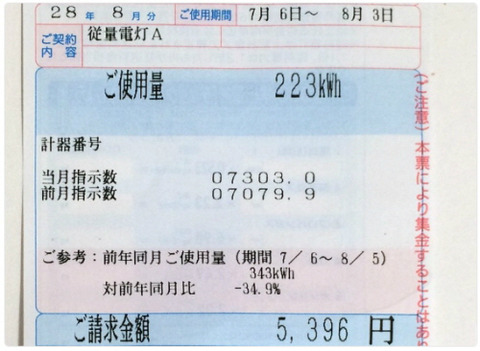 28年 8月分 ご使用期間 7月 6日～ 8月 3日
ご契約内容 従量電灯A
ご使用量 223kWh
計器番号
当月指示数 07303.0
前月指示数 07079.9
ご参考：前年同月ご使用量（期間 7／ 6～ 8／ 5）
343kWh
対前年同月比 -34.9%
ご請求金額 5,396 円
（ご注意）本票により集金することはあり